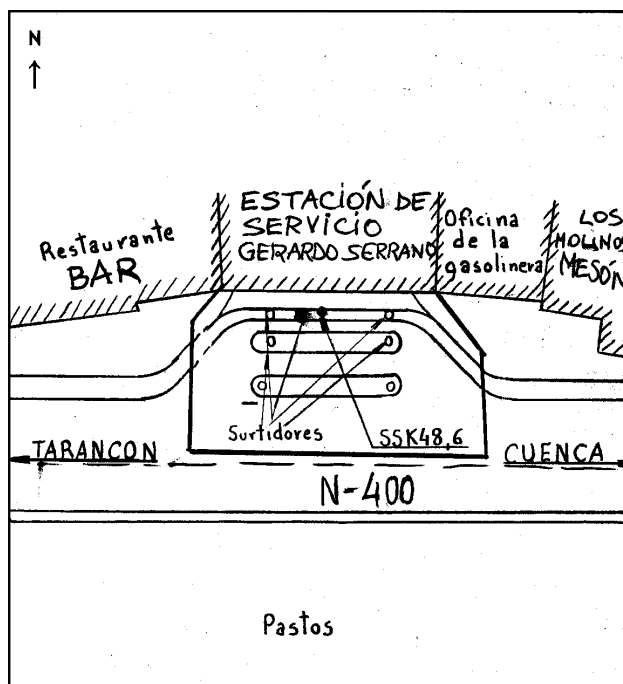 N
Restaurante
BAR
ESTACIÓN DE
SERVICIO
GERARDO SERRANO
Oficina
de la
gasolinera
LOS
MOLINOS
MESÓN
Surtidores
SSK48,6
TARANCON
CUENCA
N-400
Pastos